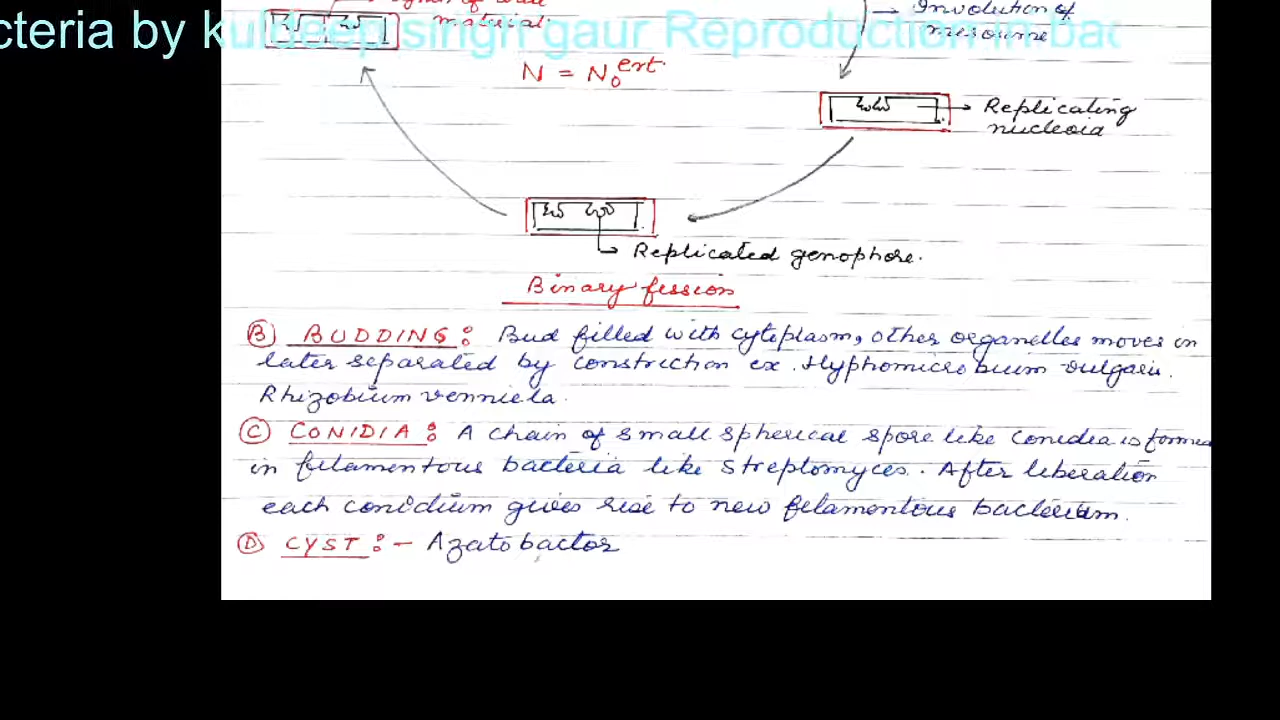 cteria by kuldeep singh gaur Reproduction in bac
material.
Involution of
N = N₀ᵉʳᵗ.
Replicating
nucleoid
Replicated genophore.
Binary fission
B) BUDDING: Bud filled with cytoplasm, other organelles moves in
later separated by constriction ex. Hyphomicrobium vulgaris.
Rhizobium
C) CONIDIA: A chain of small spherical spore like conidia is formed
in filamentous bacteria like Streptomyces. After liberation
each conidium gives rise to new filamentous bacterium.
D) CYST:- Azatobactor